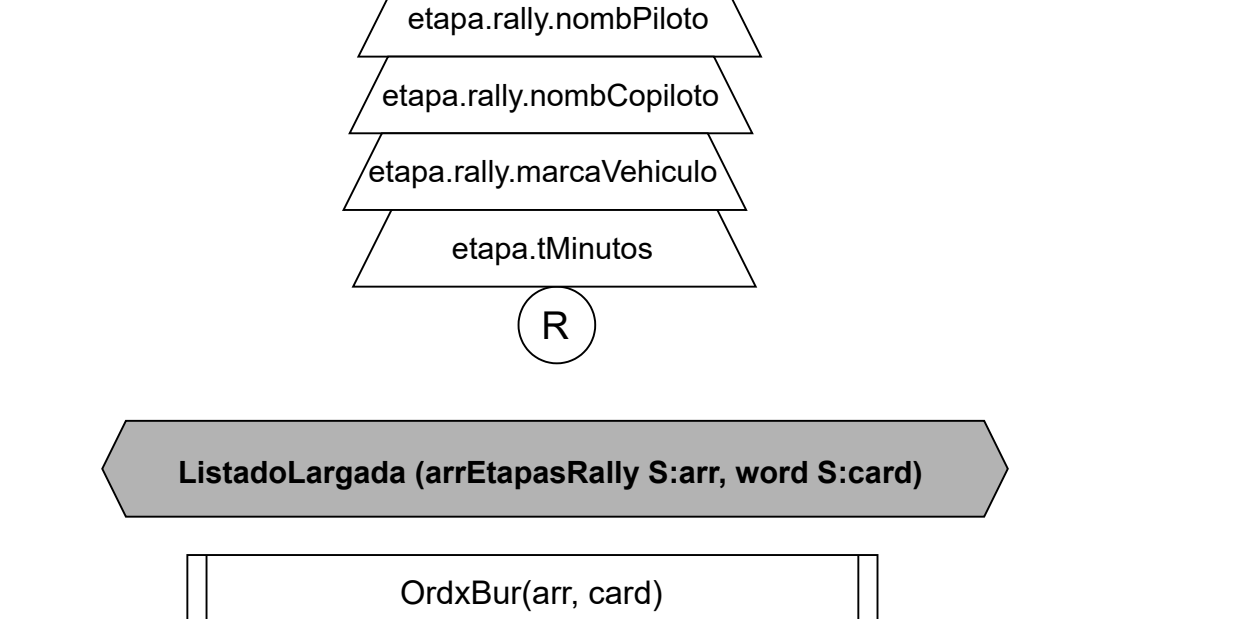 etapa.rally.nombPiloto
etapa.rally.nombCopiloto
etapa.rally.marcaVehiculo
etapa.tMinutos
R
ListadoLargada (arrEtapasRally S:arr, word S:card)
OrdxBur(arr, card)